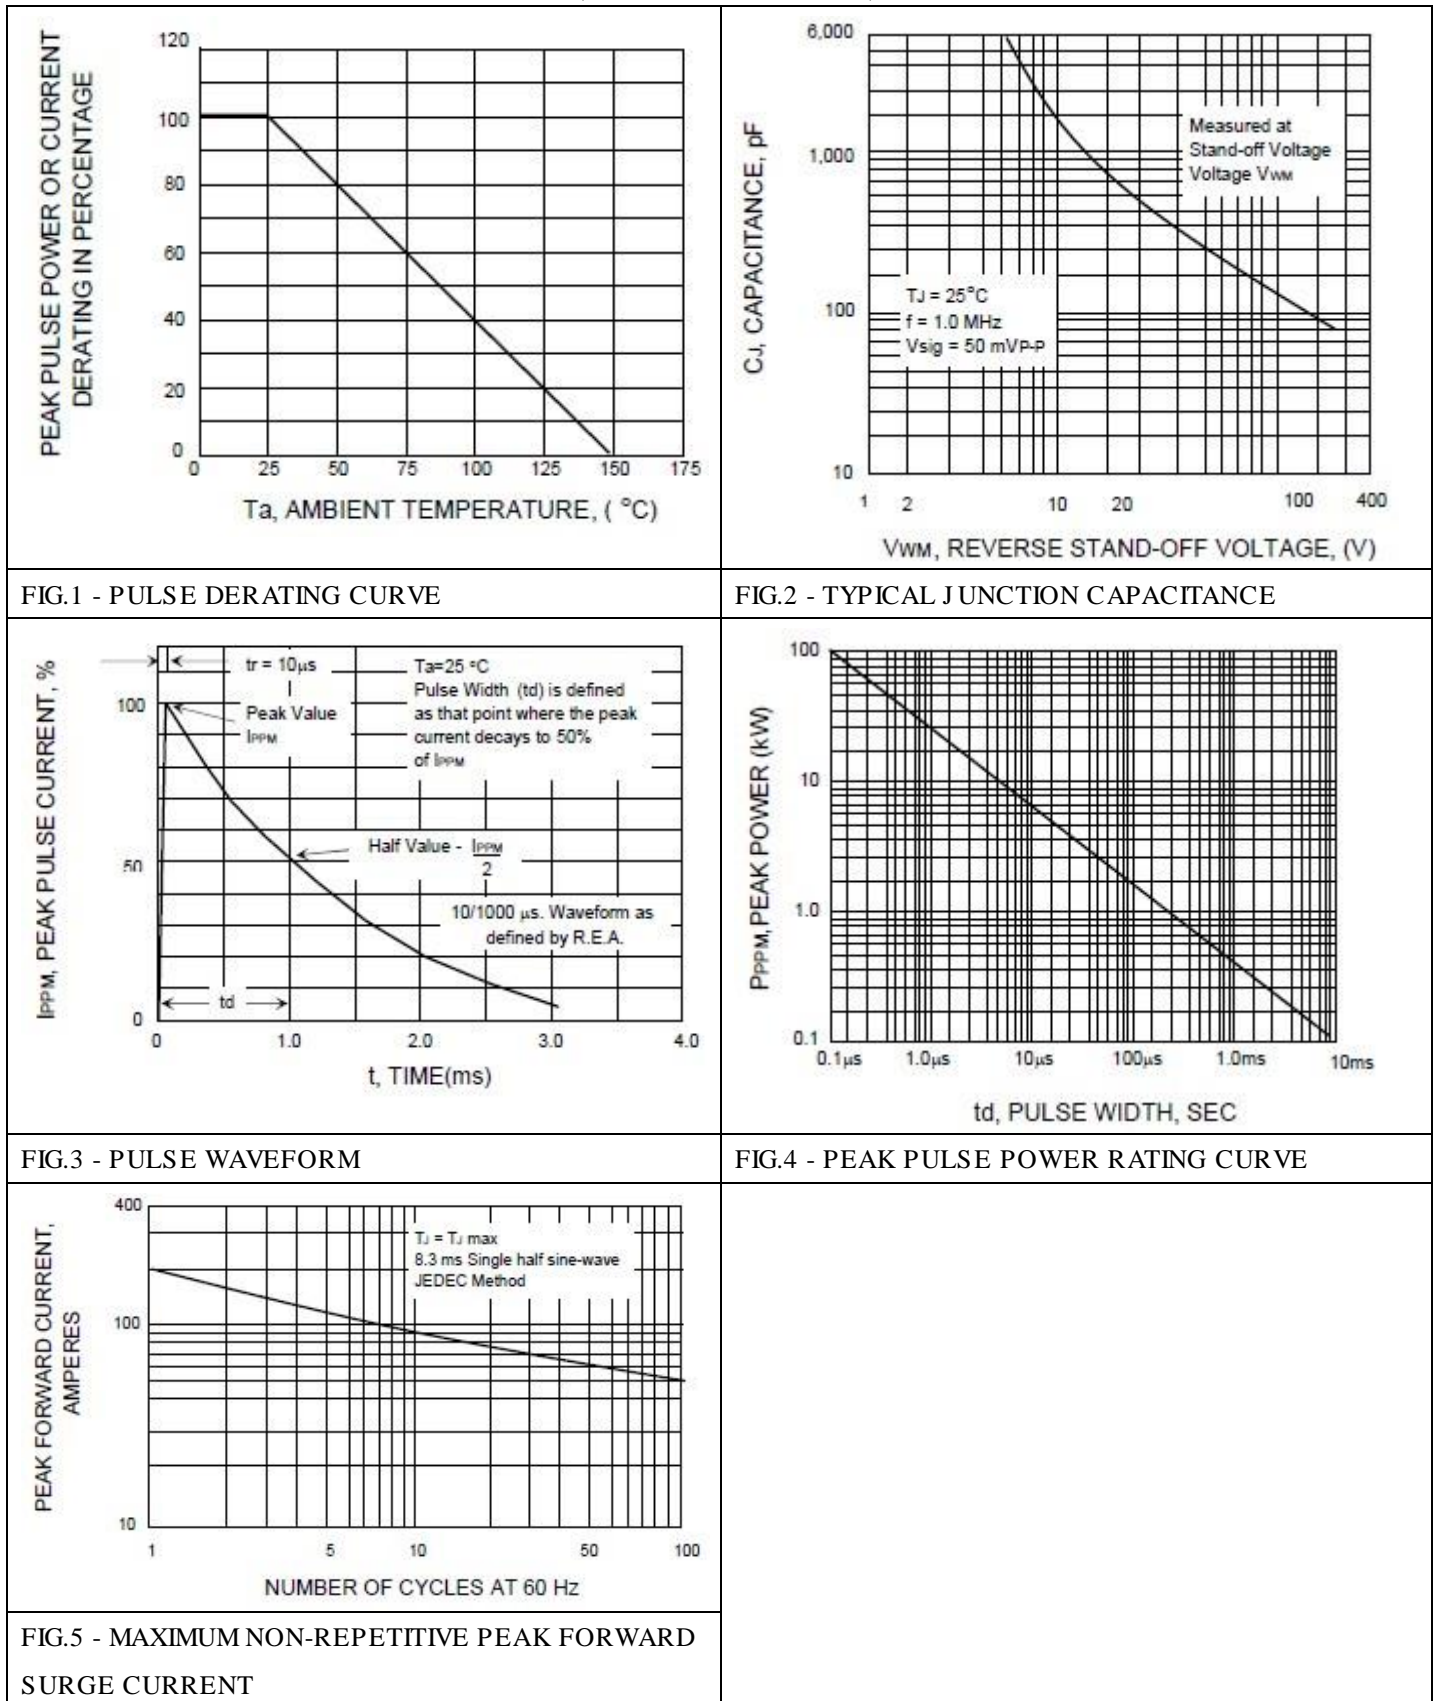 PEAK PULSE POWER OR CURRENT
DERATING IN PERCENTAGE
120
100
80
60
40
20
0
0 25 50 75 100 125 150 175
Ta, AMBIENT TEMPERATURE, ( °C)
FIG.1 - PULSE DERATING CURVE
CJ, CAPACITANCE, pF
6,000
1,000
100
10
Measured at
Stand-off Voltage
Voltage VWM
TJ = 25°C
f = 1.0 MHz
Vsig = 50 mVP-P
1 2 10 20 100 400
VWM, REVERSE STAND-OFF VOLTAGE, (V)
FIG.2 - TYPICAL JUNCTION CAPACITANCE
IPPM, PEAK PULSE CURRENT, %
100
50
0
tr = 10μs
Peak Value
IPPM
Ta=25 °C
Pulse Width (td) is defined
as that point where the peak
current decays to 50%
of IPPM
Half Value - IPPM
2
10/1000 μs. Waveform as
defined by R.E.A.
td
0 1.0 2.0 3.0 4.0
t, TIME(ms)
FIG.3 - PULSE WAVEFORM
PPPM, PEAK POWER (kW)
100
10
1.0
0.1
0.1μs 1.0μs 10μs 100μs 1.0ms 10ms
td, PULSE WIDTH, SEC
FIG.4 - PEAK PULSE POWER RATING CURVE
PEAK FORWARD CURRENT,
AMPERES
400
100
10
TJ = TJ max
8.3 ms Single half sine-wave
JEDEC Method
1 5 10 50 100
NUMBER OF CYCLES AT 60 Hz
FIG.5 - MAXIMUM NON-REPETITIVE PEAK FORWARD
SURGE CURRENT